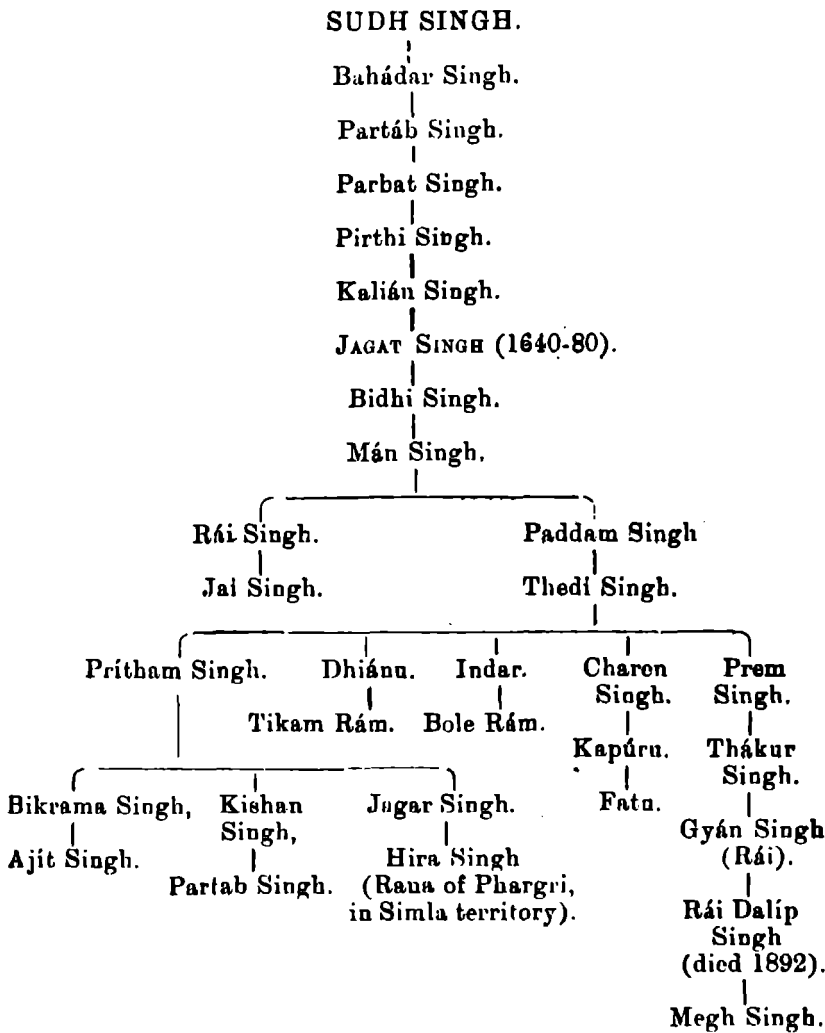 SUDH SINGH.
Bahádar Singh.
Partáb Singh.
Parbat Singh.
Pirthi Singh.
Kalián Singh.
JAGAT SINGH (1640-80).
Bidhi Singh.
Mán Singh.
Rái Singh. Paddam Singh
Jai Singh. Thedi Singh.
Prítham Singh. Dhiánu. Indar. Charon Prem
Singh. Singh.
Tikam Rám. Bole Rám.
Kapúru. Thákur
Singh.
Bikrama Singh, Kishan Jagar Singh. Fatu.
Singh,
Gyán Singh
(Rái).
Ajít Singh. Hira Singh
Partab Singh. (Rana of Phargri,
in Simla territory).
Rái Dalíp
Singh
(died 1892).
Megh Singh.